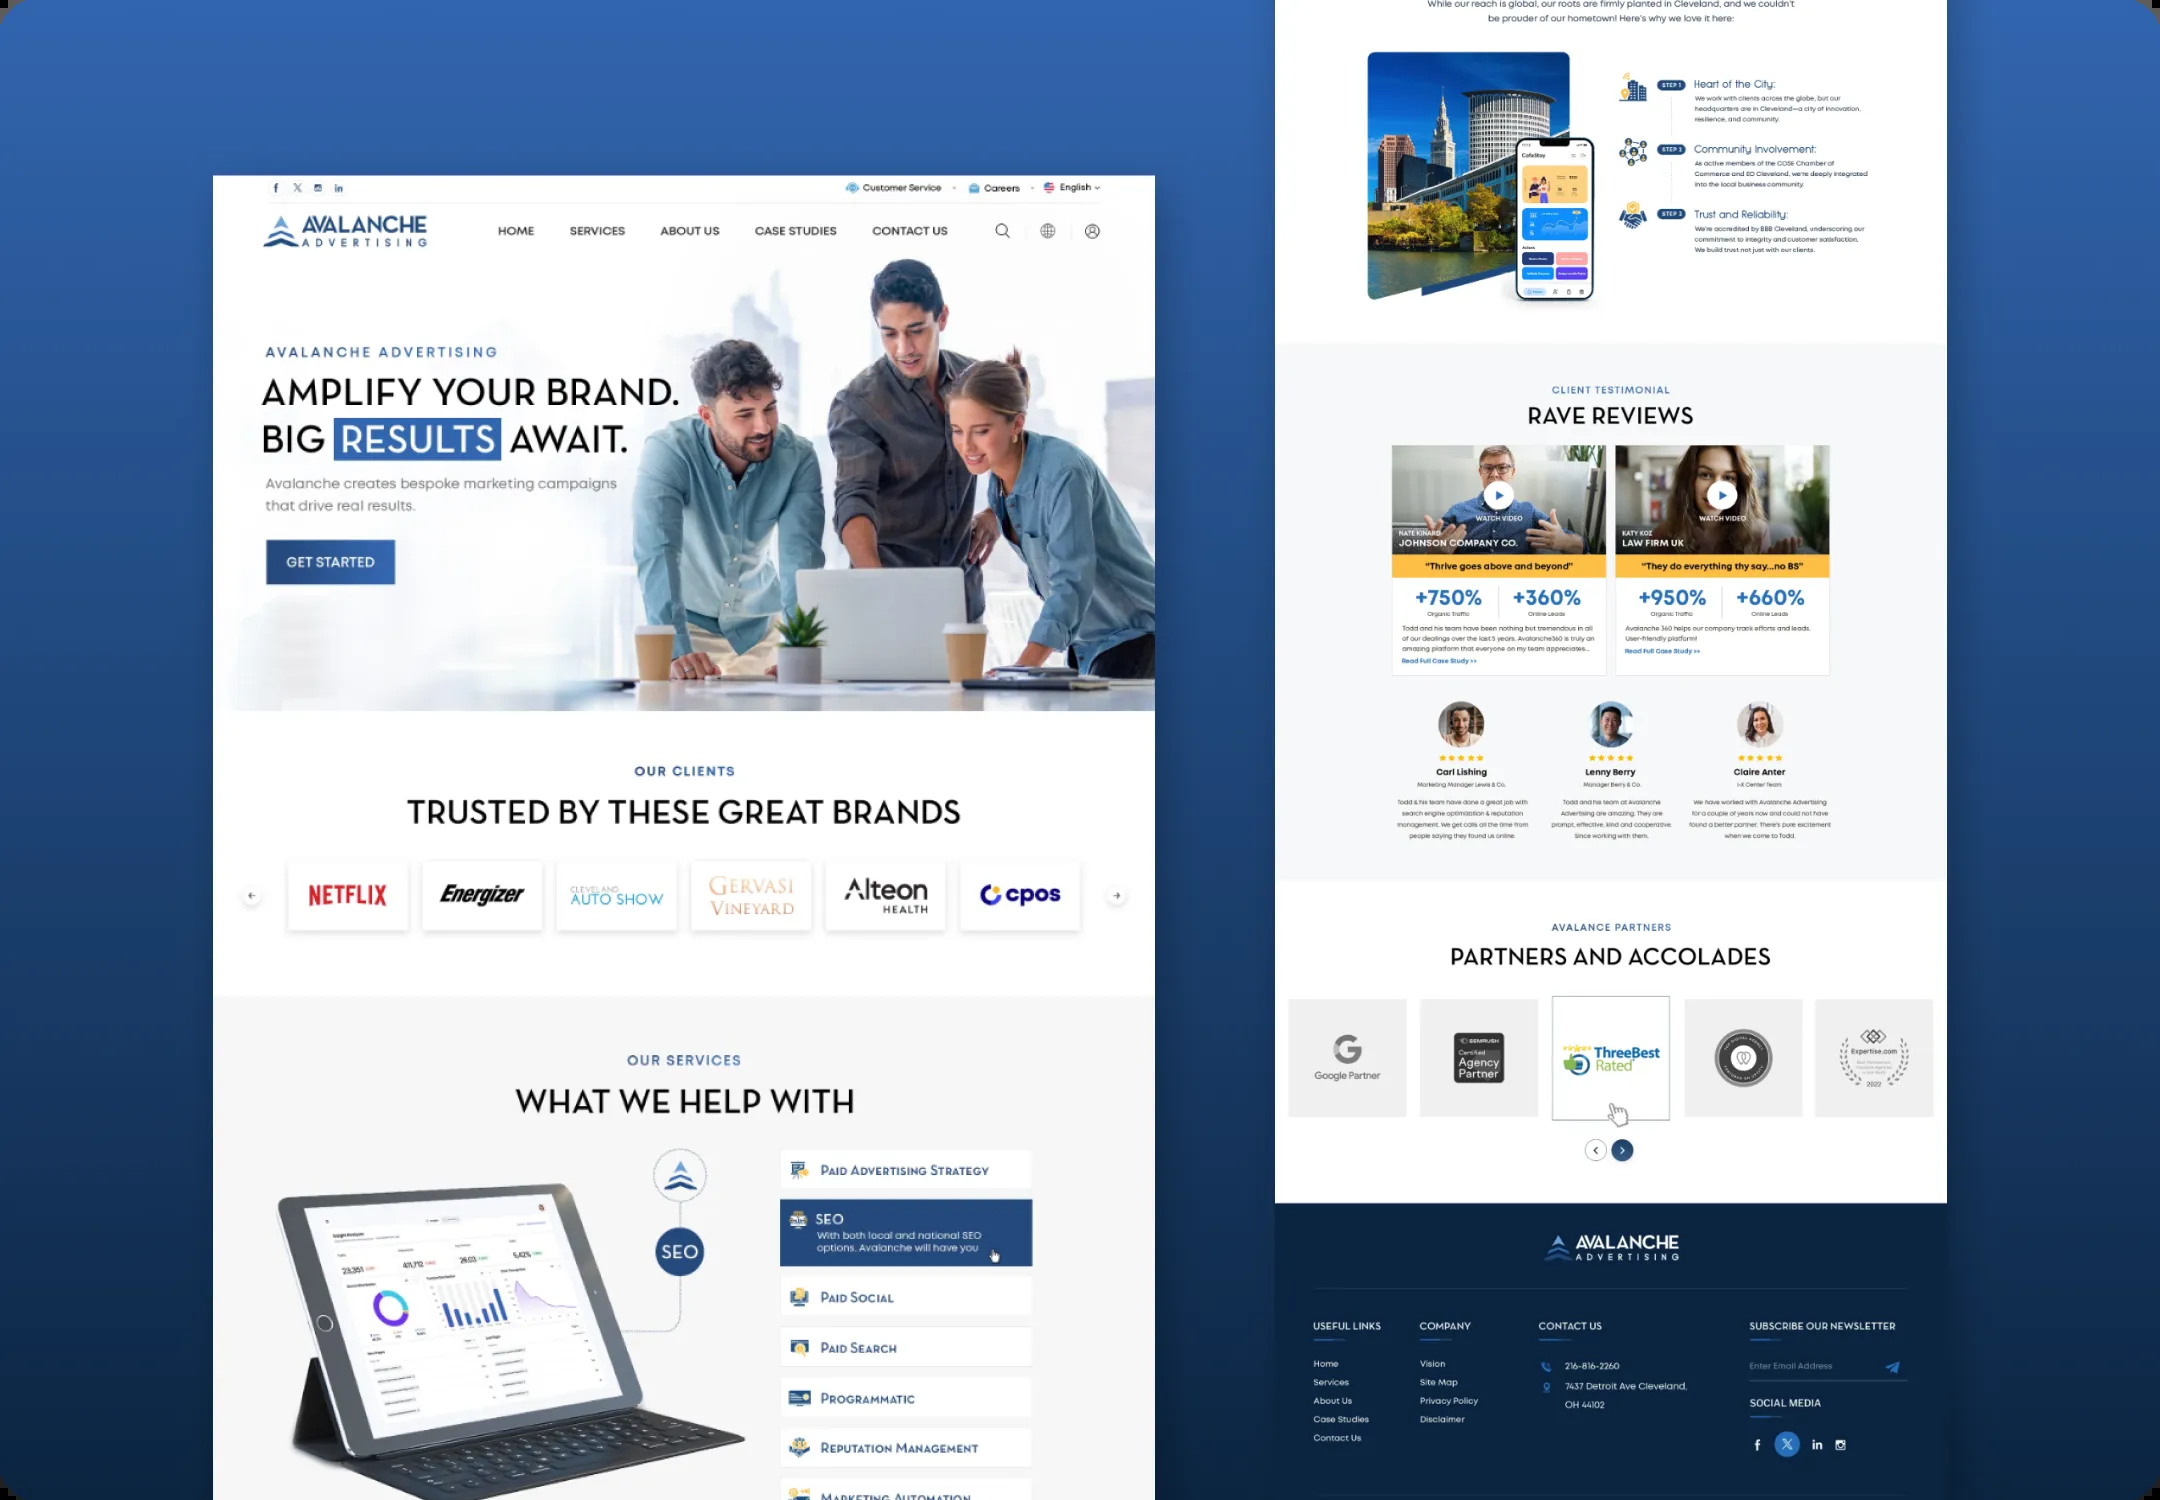 Customer Service
Careers
English
AVALANCHE
ADVERTISING
HOME
SERVICES
ABOUT US
CASE STUDIES
CONTACT US
AVALANCHE ADVERTISING
AMPLIFY YOUR BRAND.
BIG RESULTS AWAIT.
Avalanche creates bespoke marketing campaigns
that drive real results.
GET STARTED
OUR CLIENTS
TRUSTED BY THESE GREAT BRANDS
NETFLIX
Energizer
CLEVELAND
AUTO SHOW
GERVASI
VINEYARD
Alteon
HEALTH
cpos
OUR SERVICES
WHAT WE HELP WITH
SEO
PAID ADVERTISING STRATEGY
SEO
With both local and national SEO
options, Avalanche will have you
PAID SOCIAL
PAID SEARCH
PROGRAMMATIC
REPUTATION MANAGEMENT
MARKETING AUTOMATION
While our reach is global, our roots are firmly planted in Cleveland, and we couldn't
be prouder of our hometown! Here's why we love it here:
STEP 1
Heart of the City:
We work with clients across the globe, but our
headquarters are in Cleveland—a city of innovation,
resilience, and community.
STEP 2
Community Involvement:
As active members of the COSE Chamber of
Commerce and EO Cleveland, we're deeply integrated
into the local business community.
STEP 3
Trust and Reliability:
We're accredited by BBB Cleveland, underscoring our
commitment to integrity and customer satisfaction.
We build trust not just with our clients.
CLIENT TESTIMONIAL
RAVE REVIEWS
WATCH VIDEO
NATE KINARD
JOHNSON COMPANY CO.
"Thrive goes above and beyond"
+750%
Organic Traffic
+360%
Online Leads
Todd and his team have been nothing but tremendous in all
of our dealings over the last 5 years. Avalanche360 is truly an
amazing platform that everyone on my team appreciates...
Read Full Case Study >>
WATCH VIDEO
KATY KOZ
LAW FIRM UK
"They do everything thy say...no BS"
+950%
Organic Traffic
+660%
Online Leads
Avalanche 360 helps our company track efforts and leads.
User-friendly platform!
Read Full Case Study >>
Carl Lishing
Marketing Manager Lewis & Co.
Todd & his team have done a great job with
search engine optimization & reputation
management. We get calls all the time from
people saying they found us online.
Lenny Berry
Manager Berry & Co.
Todd and his team at Avalanche
Advertising are amazing. They are
prompt, effective, kind and cooperative.
Since working with them.
Claire Anter
I-X Center Team
We have worked with Avalanche Advertising
for a couple of years now and could not have
found a better partner. There's pure excitement
when we come to Todd.
AVALANCE PARTNERS
PARTNERS AND ACCOLADES
G
Google Partner
SEMRUSH
Certified
Agency
Partner
ThreeBest
Rated
Expertise.com
2022
AVALANCHE
ADVERTISING
USEFUL LINKS
Home
Services
About Us
Case Studies
Contact Us
COMPANY
Vision
Site Map
Privacy Policy
Disclaimer
CONTACT US
216-816-2260
7437 Detroit Ave Cleveland,
OH 44102
SUBSCRIBE OUR NEWSLETTER
Enter Email Address
SOCIAL MEDIA